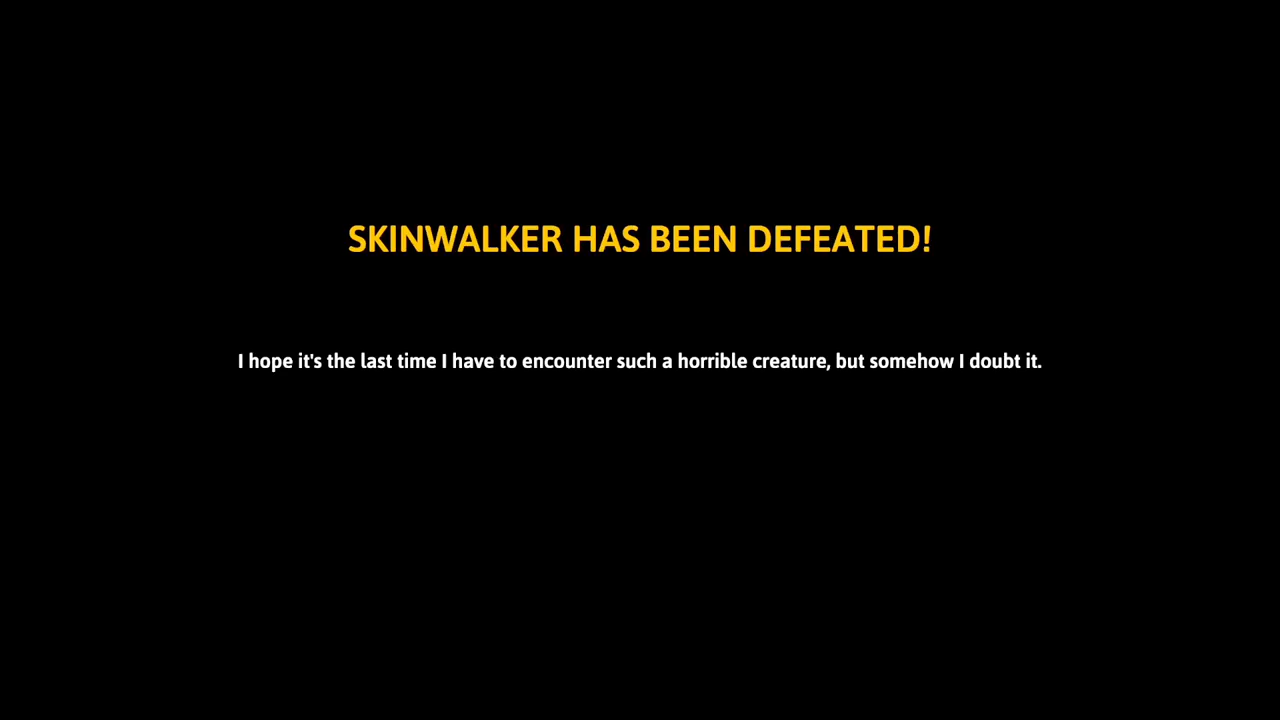 SKINWALKER HAS BEEN DEFEATED!
I hope it's the last time I have to encounter such a horrible creature, but somehow I doubt it.